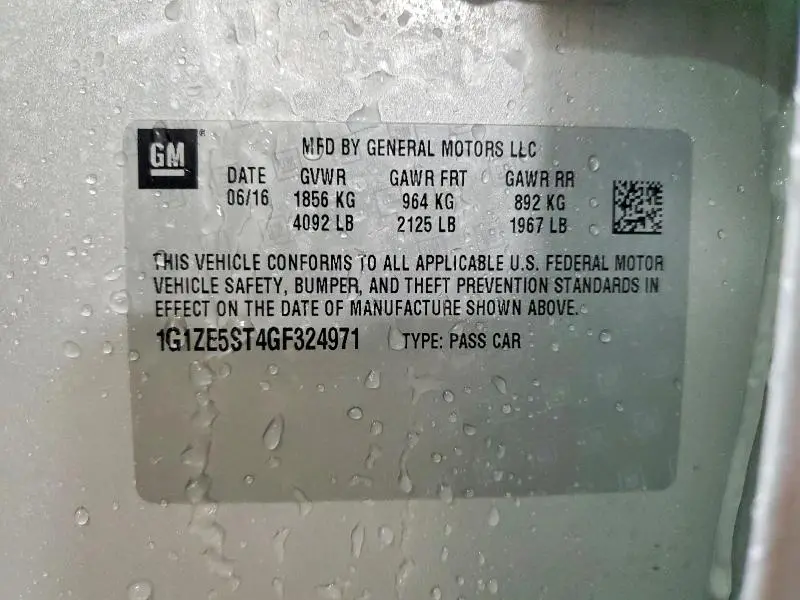 GM®
MFD BY GENERAL MOTORS LLC
DATE GVWR GAWR FRT GAWR RR
06/16 1856 KG 964 KG 892 KG
4092 LB 2125 LB 1967 LB
THIS VEHICLE CONFORMS TO ALL APPLICABLE U.S. FEDERAL MOTOR
VEHICLE SAFETY, BUMPER, AND THEFT PREVENTION STANDARDS IN
EFFECT ON THE DATE OF MANUFACTURE SHOWN ABOVE.
1G1ZE5ST4GF324971 TYPE: PASS CAR